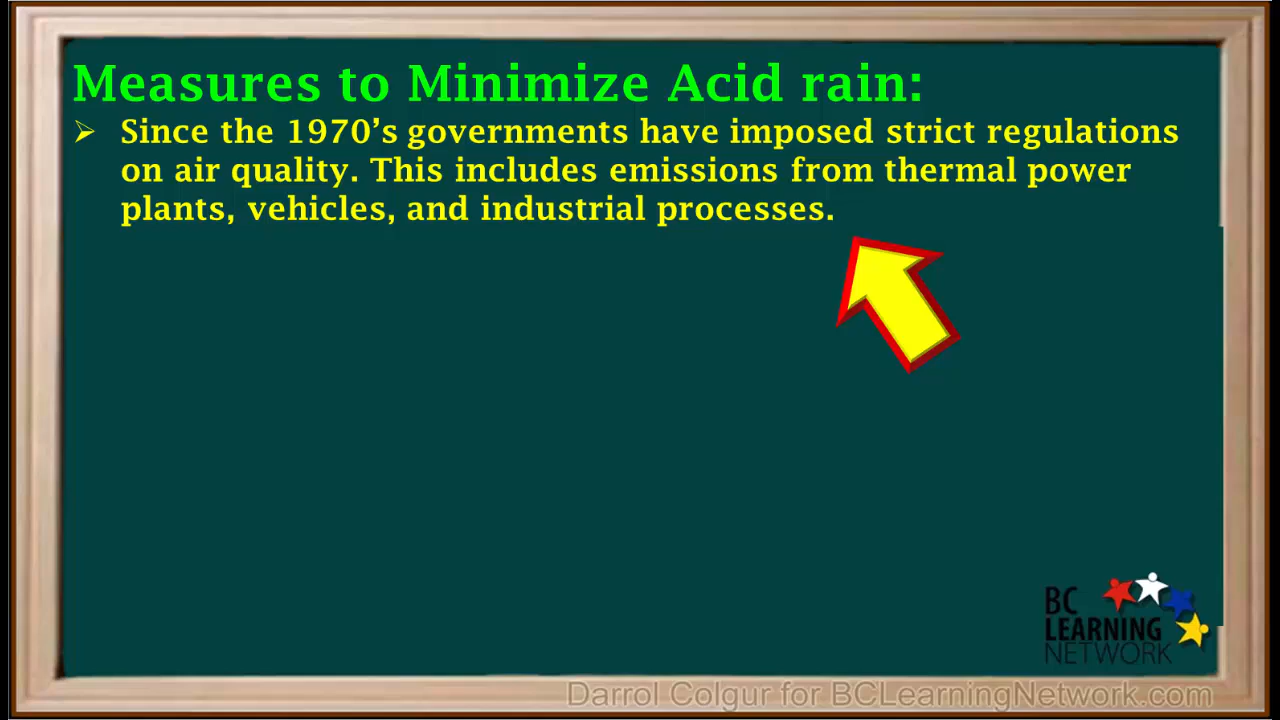 Measures to Minimize Acid rain:
➢ Since the 1970’s governments have imposed strict regulations
on air quality. This includes emissions from thermal power
plants, vehicles, and industrial processes.
BC
LEARNING
NETWORK
Darrol Colgur for BCLearningNetwork.com